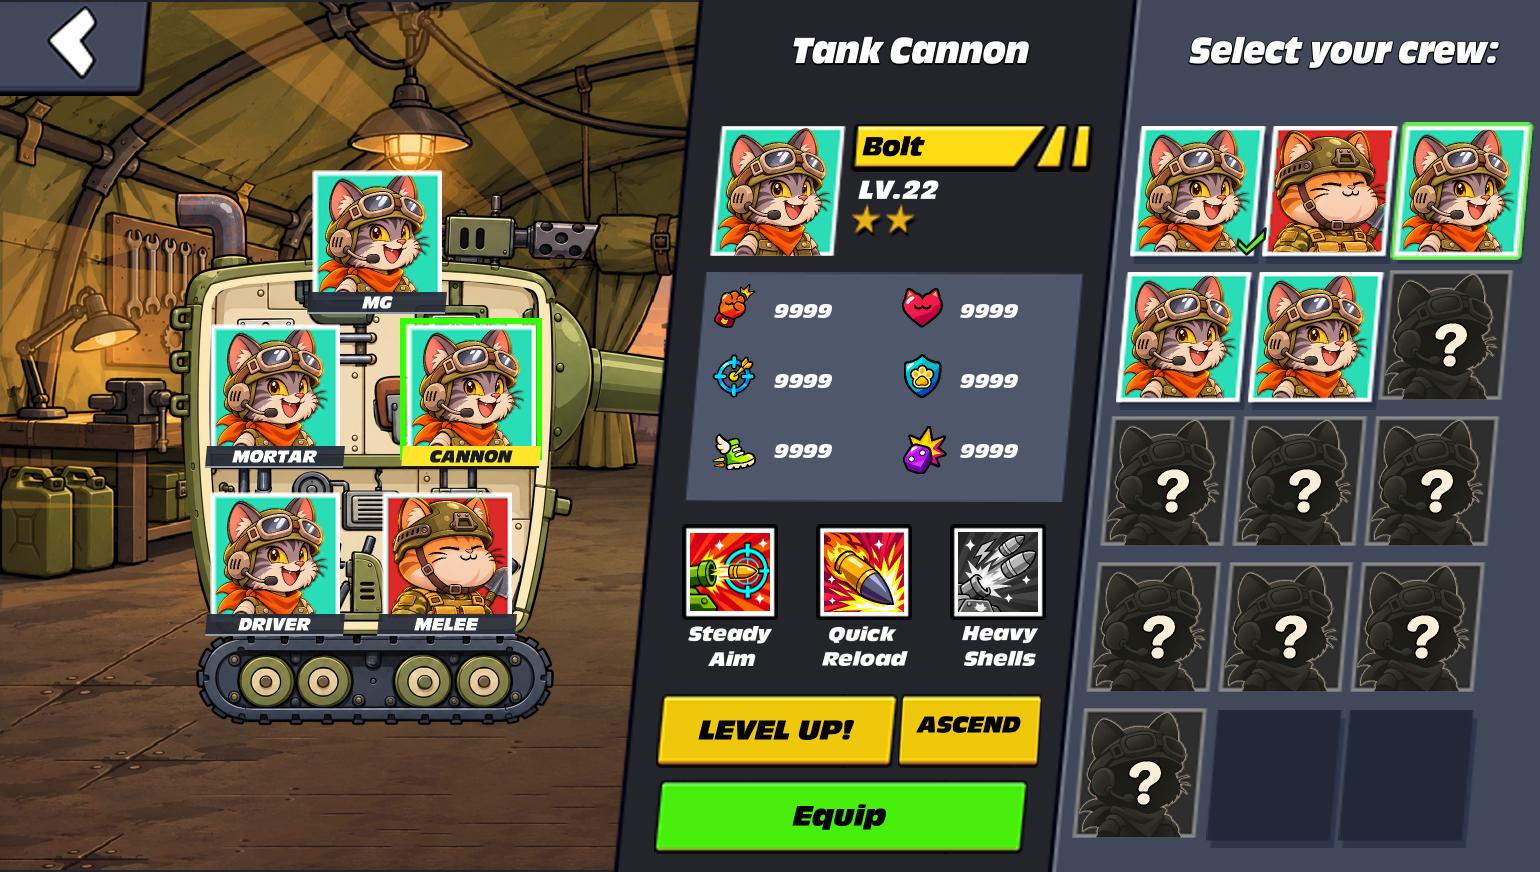 Tank Cannon
Select your crew:
Bolt
LV.22
MG
MORTAR
CANNON
DRIVER
MELEE
9999
9999
9999
9999
9999
9999
Steady
Aim
Quick
Reload
Heavy
Shells
LEVEL UP!
ASCEND
Equip
?
?
?
?
?
?
?
?